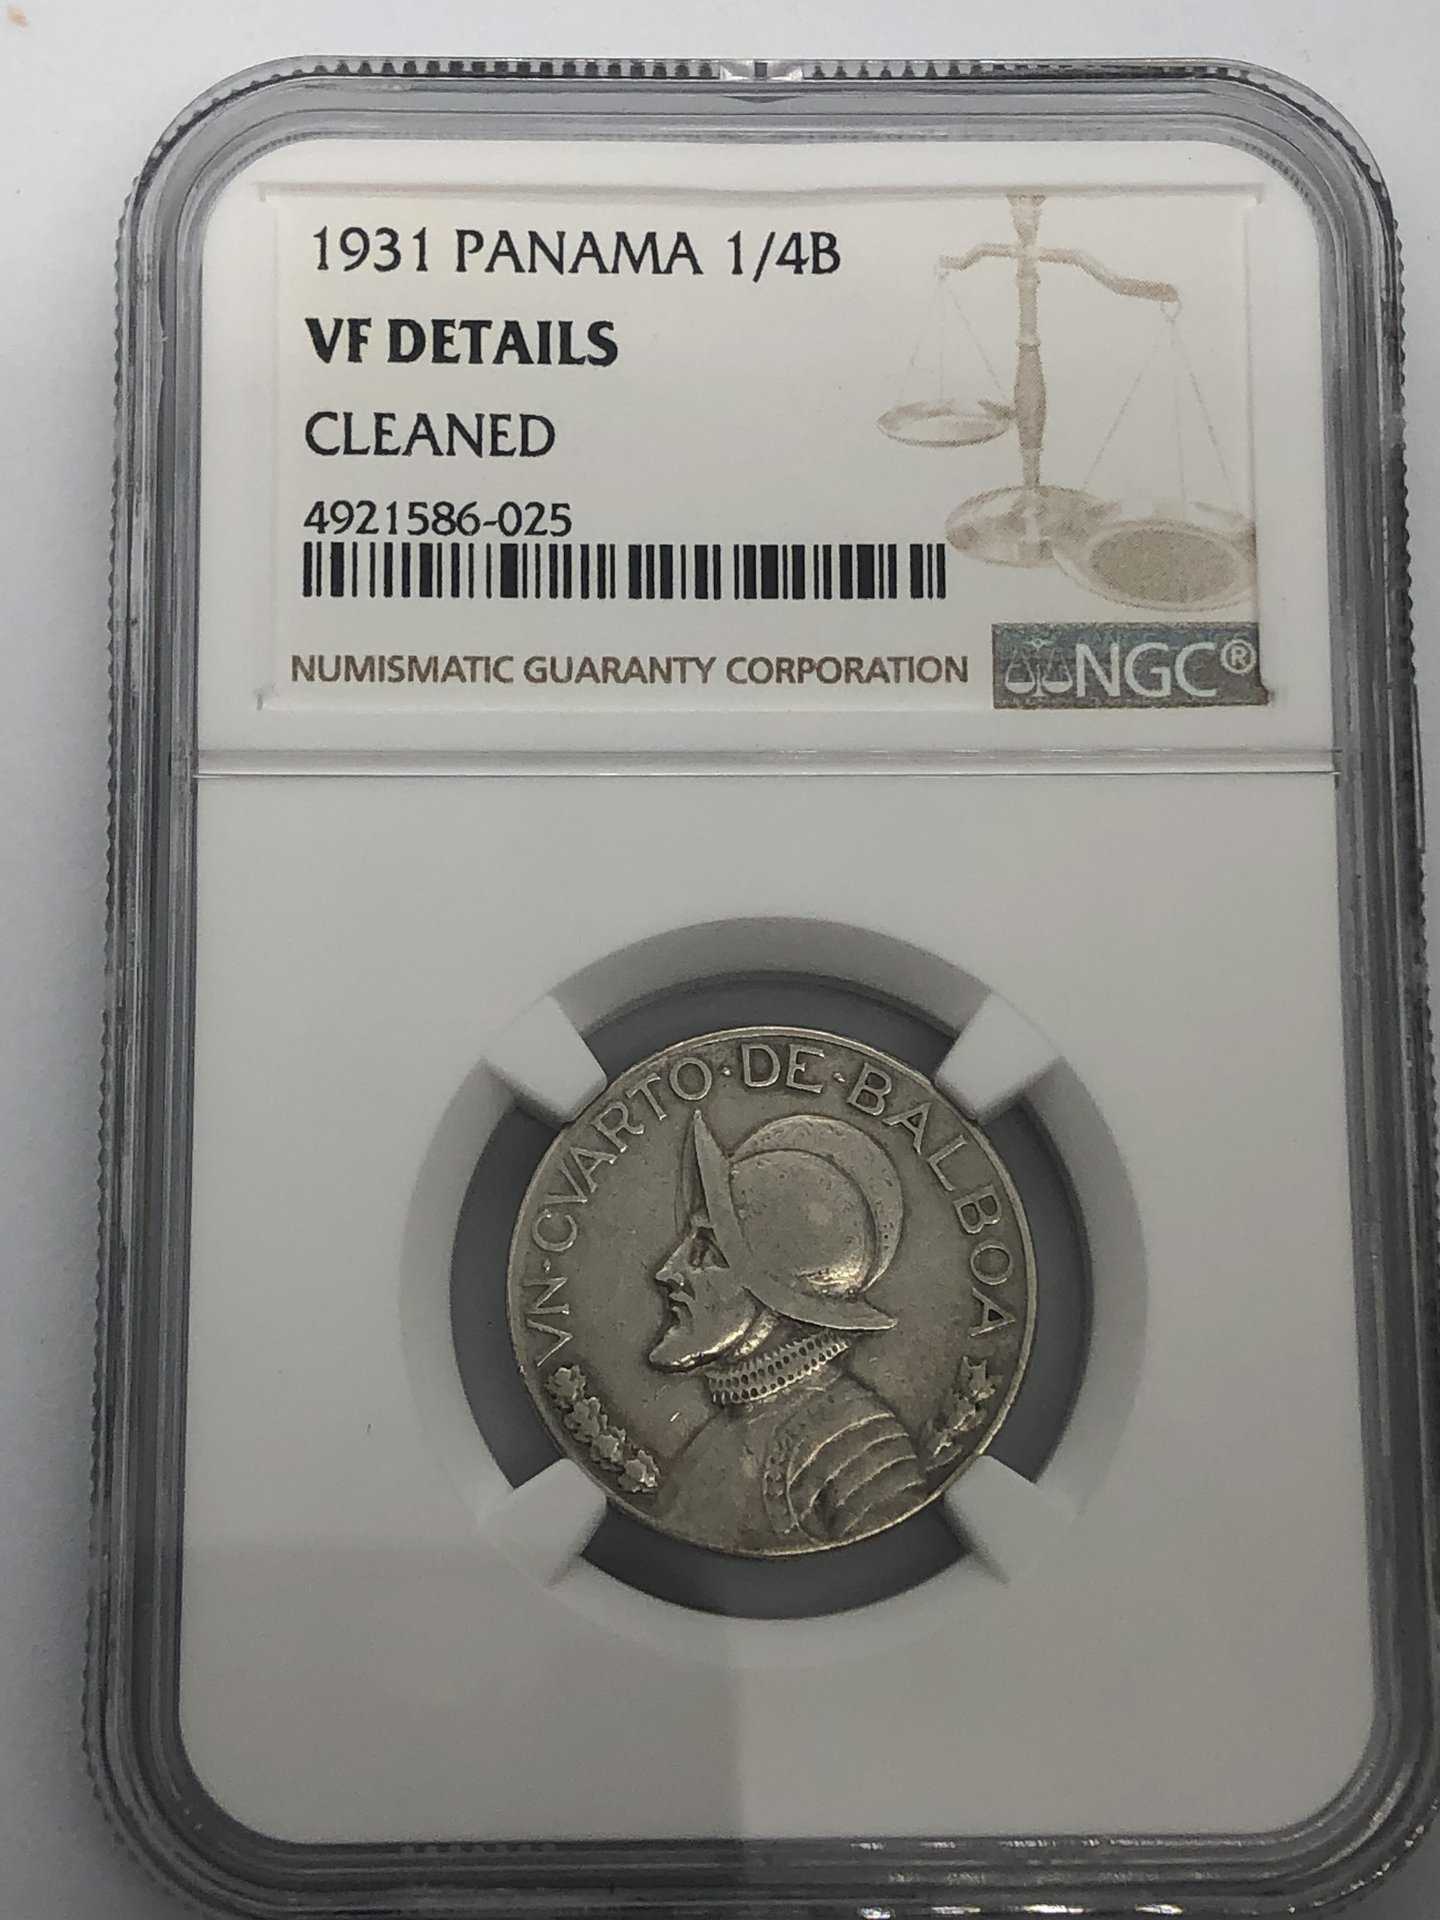 1931 PANAMA 1/4B
VF DETAILS
CLEANED
4921586-025
NUMISMATIC GUARANTY CORPORATION
NGC®
VN·CVARTO·DE·BALBOA